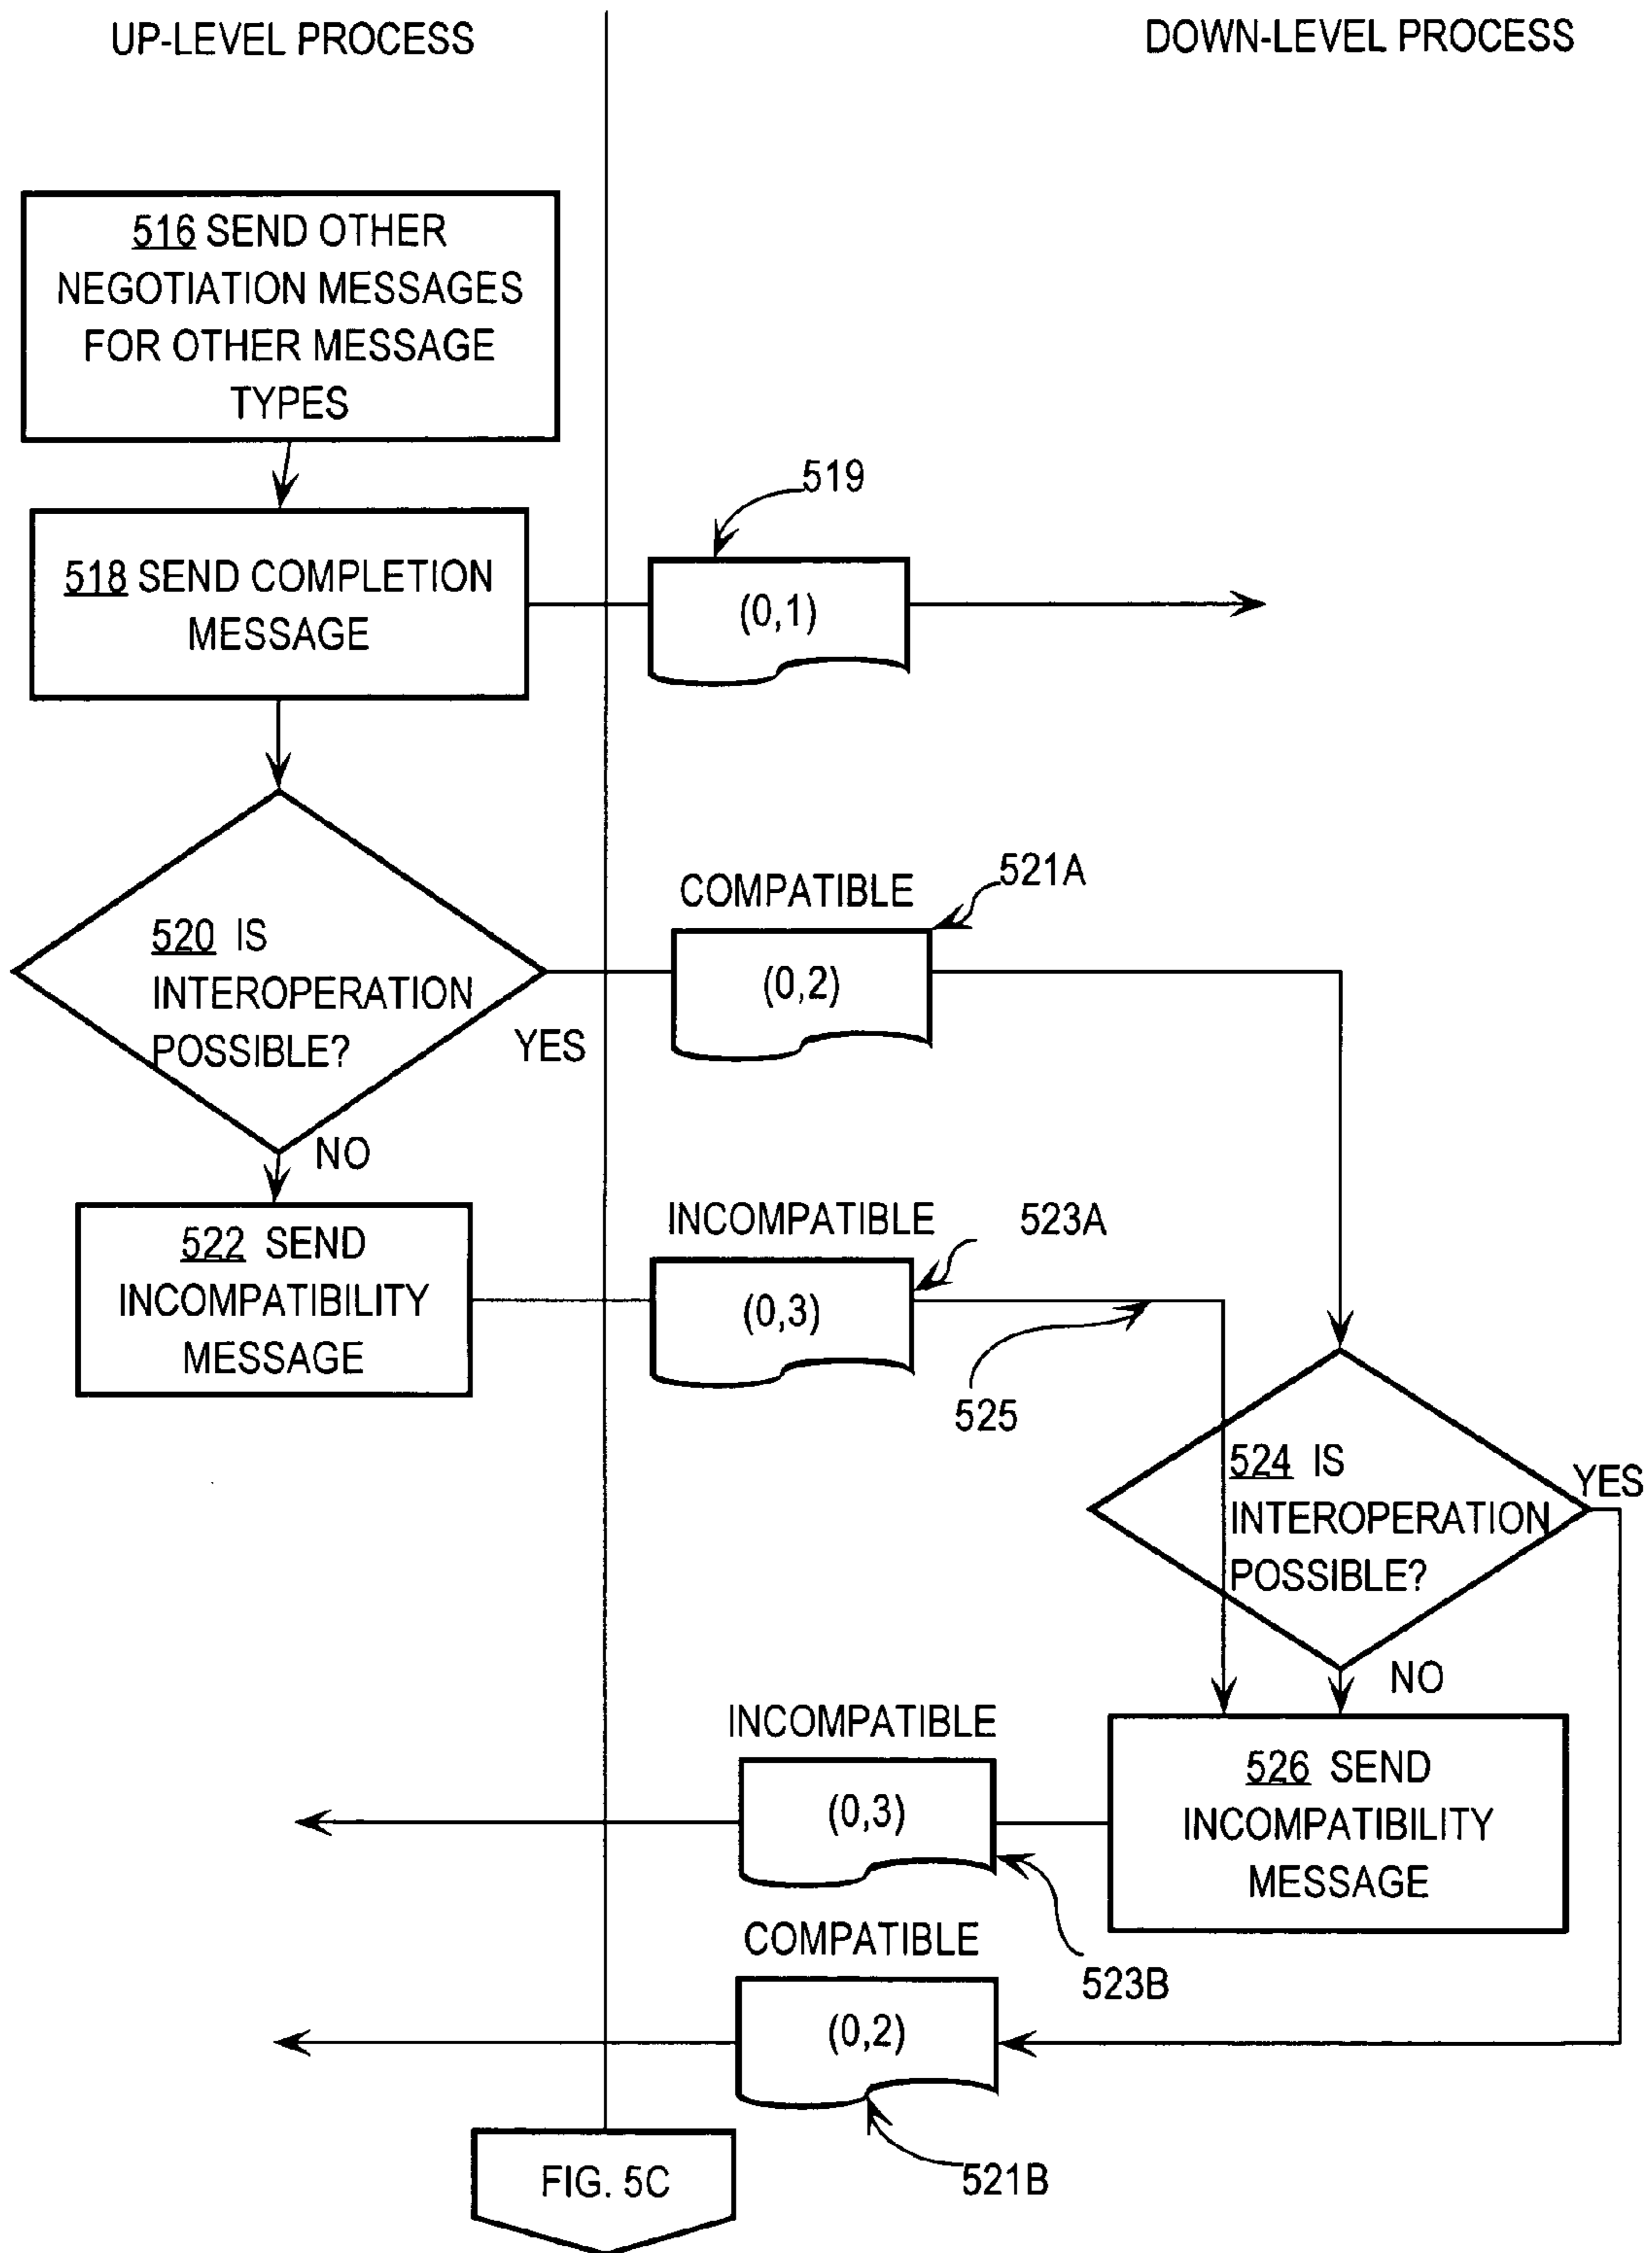 UP-LEVEL PROCESS
DOWN-LEVEL PROCESS
516 SEND OTHER
NEGOTIATION MESSAGES
FOR OTHER MESSAGE
TYPES
519
518 SEND COMPLETION
MESSAGE
(0,1)
521A
COMPATIBLE
520 IS
INTEROPERATION
POSSIBLE?
(0,2)
YES
NO
INCOMPATIBLE
523A
522 SEND
INCOMPATIBILITY
MESSAGE
(0,3)
525
524 IS
INTEROPERATION
POSSIBLE?
YES
NO
INCOMPATIBLE
526 SEND
INCOMPATIBILITY
MESSAGE
(0,3)
COMPATIBLE
523B
(0,2)
521B
FIG. 5C